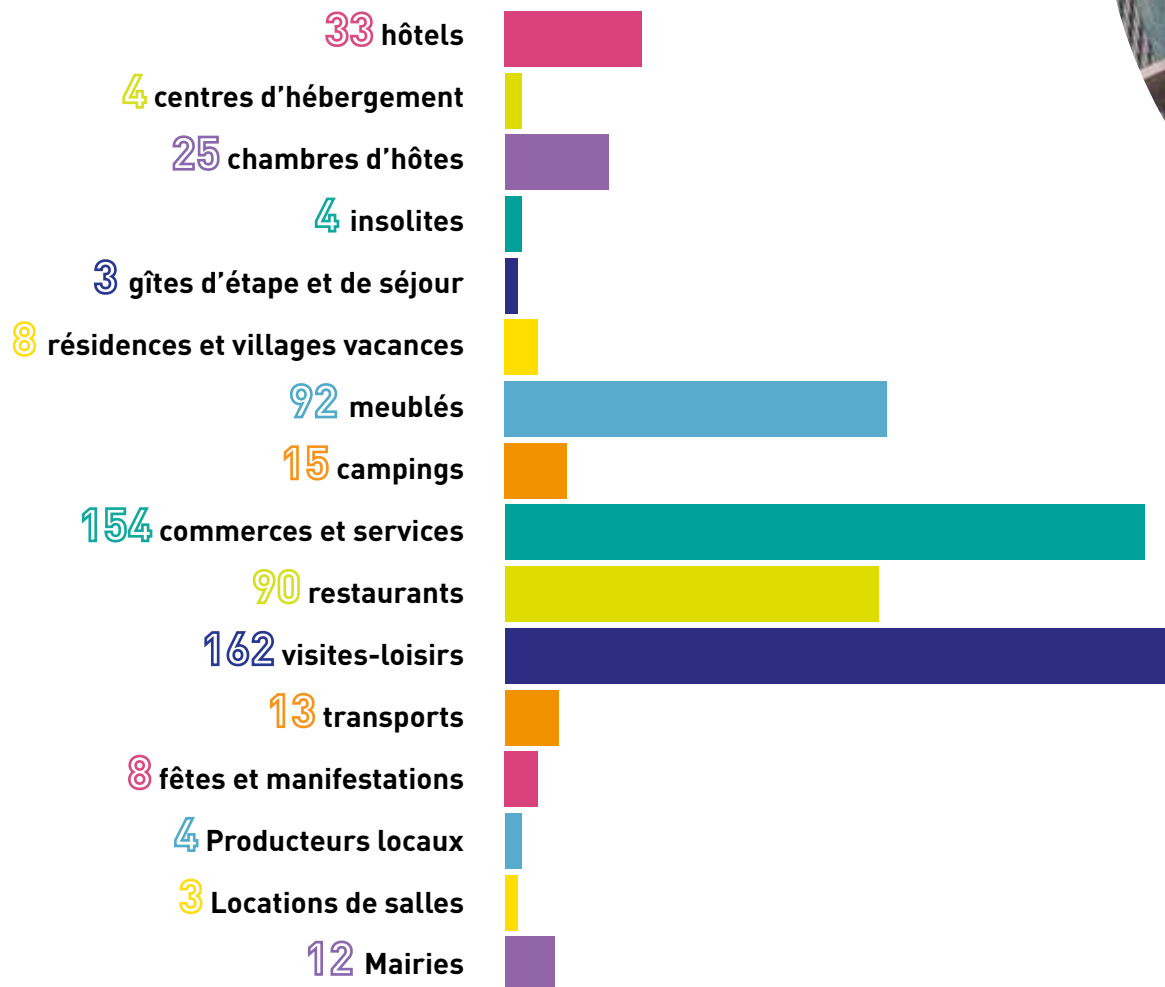 33 hôtels
4 centres d’hébergement
25 chambres d’hôtes
4 insolites
3 gîtes d’étape et de séjour
8 résidences et villages vacances
92 meublés
15 campings
154 commerces et services
90 restaurants
162 visites-loisirs
13 transports
8 fêtes et manifestations
4 Producteurs locaux
3 Locations de salles
12 Mairies